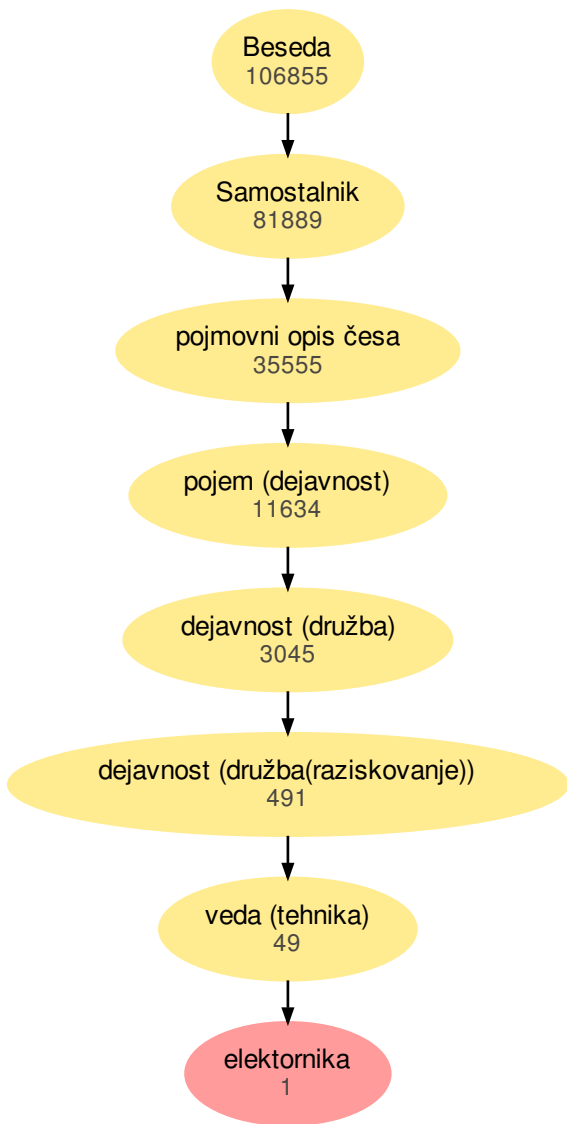 Beseda
106855
Samostalnik
81889
pojmovni opis česa
35555
pojem (dejavnost)
11634
dejavnost (družba)
3045
dejavnost (družba(raziskovanje))
491
veda (tehnika)
49
elektornika
1